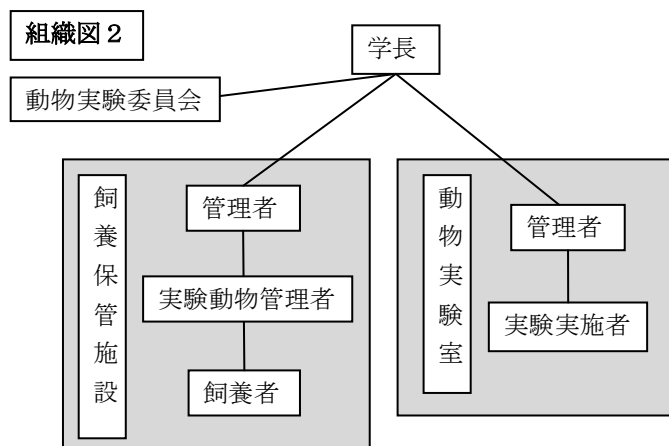 組織図２
学長
動物実験委員会
飼養保管施設
管理者
実験動物管理者
飼養者
動物実験室
管理者
実験実施者